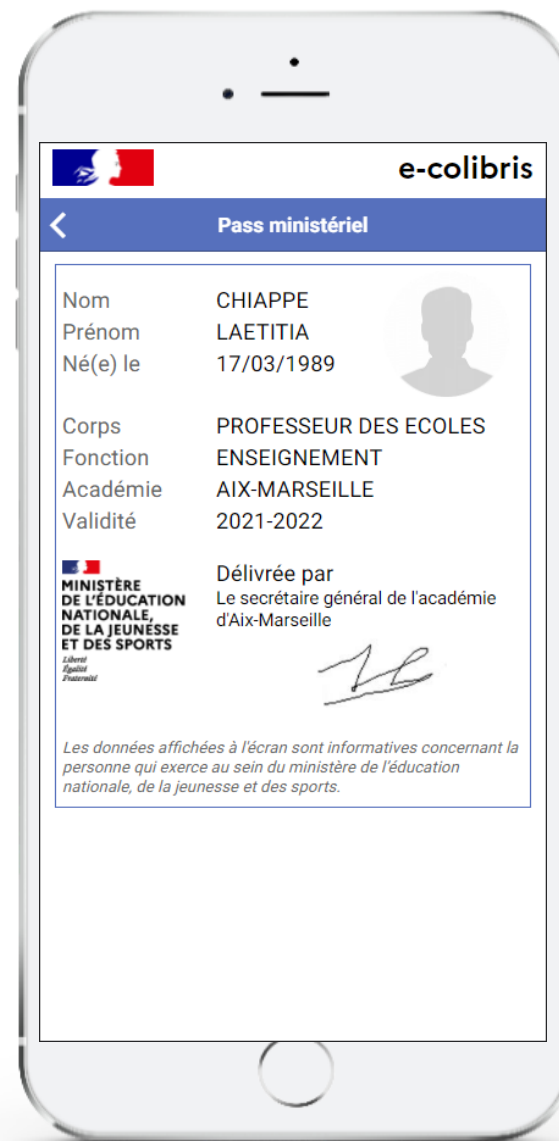 e-colibris
Pass ministériel
Nom CHIAPPE
Prénom LAETITIA
Né(e) le 17/03/1989
Corps PROFESSEUR DES ECOLES
Fonction ENSEIGNEMENT
Académie AIX-MARSEILLE
Validité 2021-2022
MINISTÈRE
DE L'ÉDUCATION
NATIONALE,
DE LA JEUNESSE
ET DES SPORTS
Liberté
Égalité
Fraternité
Délivrée par
Le secrétaire général de l'académie
d'Aix-Marseille
Les données affichées à l'écran sont informatives concernant la
personne qui exerce au sein du ministère de l'éducation
nationale, de la jeunesse et des sports.